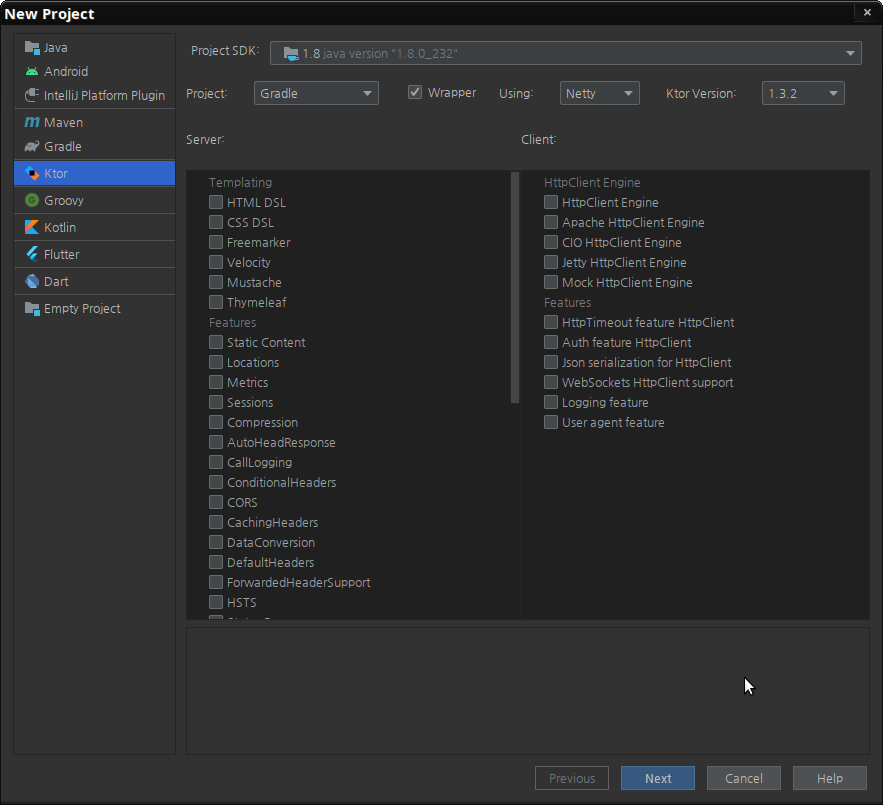 New Project
Java
Android
IntelliJ Platform Plugin
Maven
Gradle
Ktor
Groovy
Kotlin
Flutter
Dart
Empty Project
Project SDK: 1.8 java version "1.8.0_232"
Project: Gradle Wrapper Using: Netty Ktor Version: 1.3.2
Server:
Templating
HTML DSL
CSS DSL
Freemarker
Velocity
Mustache
Thymeleaf
Features
Static Content
Locations
Metrics
Sessions
Compression
AutoHeadResponse
CallLogging
ConditionalHeaders
CORS
CachingHeaders
DataConversion
DefaultHeaders
ForwardedHeaderSupport
HSTS
Client:
HttpClient Engine
HttpClient Engine
Apache HttpClient Engine
CIO HttpClient Engine
Jetty HttpClient Engine
Mock HttpClient Engine
Features
HttpTimeout feature HttpClient
Auth feature HttpClient
Json serialization for HttpClient
WebSockets HttpClient support
Logging feature
User agent feature
Previous Next Cancel Help